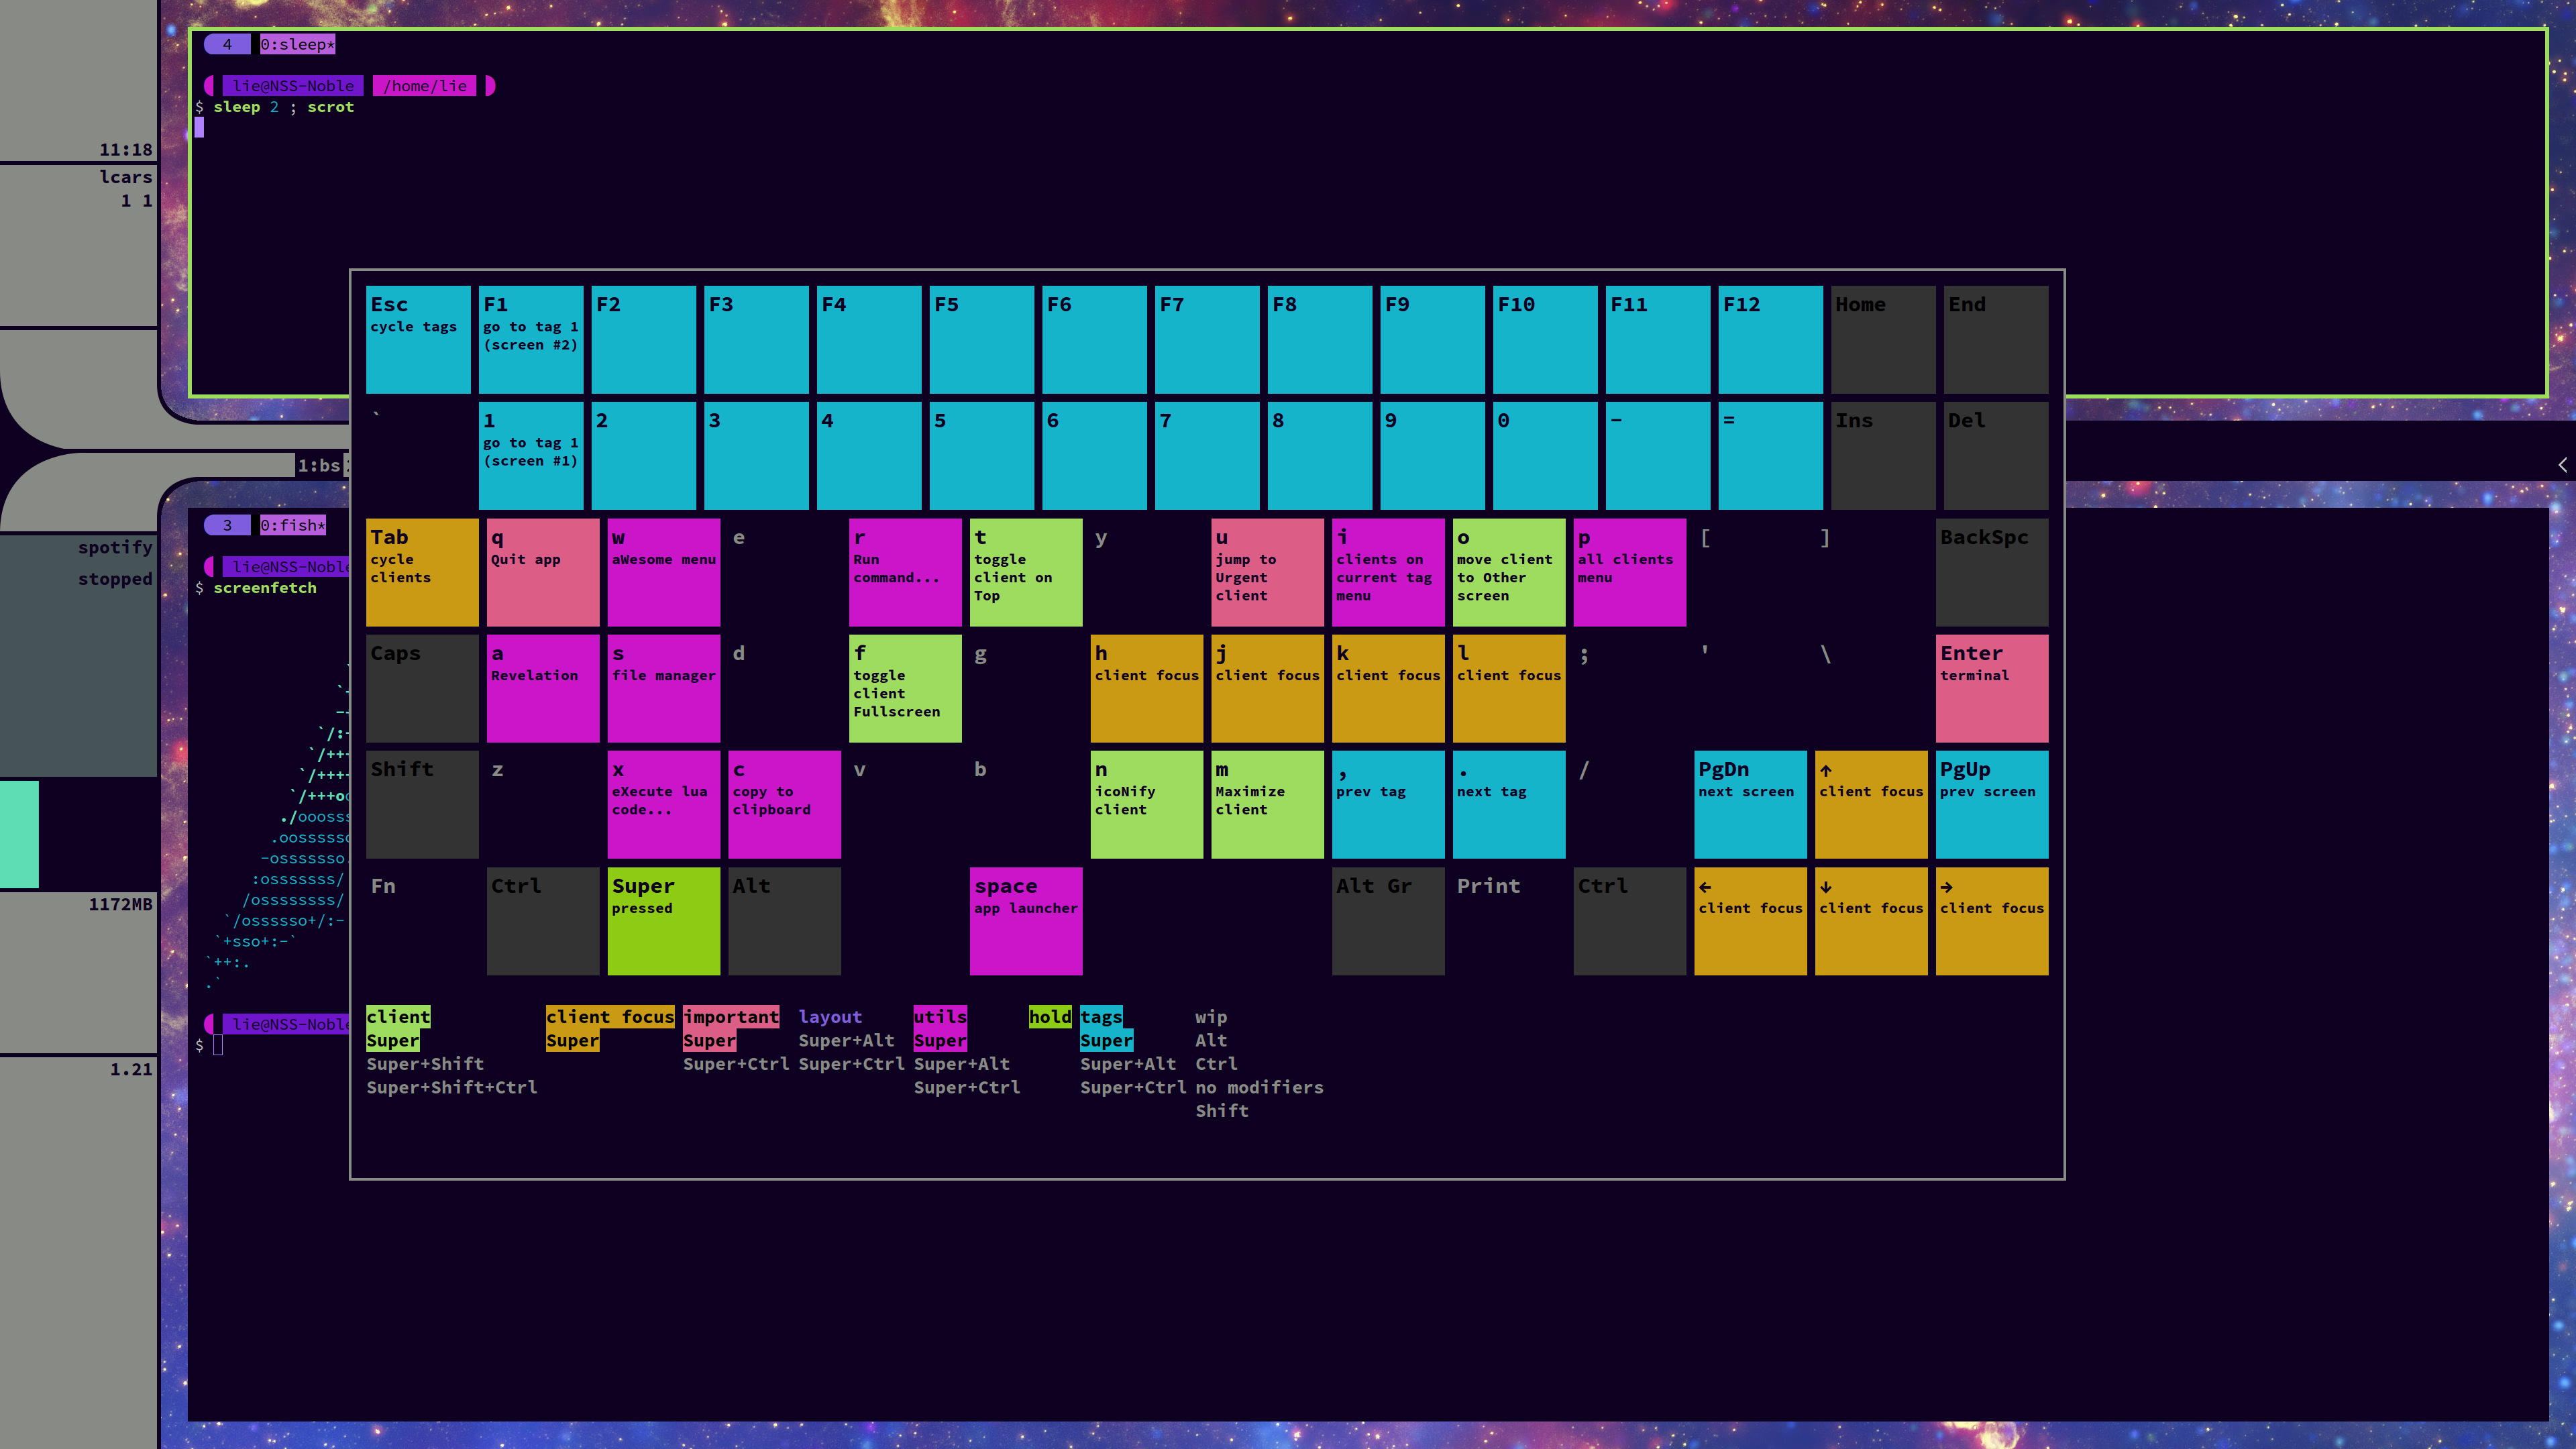 4 0:sleep*
lie@NSS-Noble /home/lie
$ sleep 2 ; scrot
11:18
lcars
1 1
1:bs
<
3 0:fish*
spotify
lie@NSS-Noble
stopped
$ screenfetch
`-
--
`/:-
`/+++
`/++++
`/+++oo
./ooosss
.oossssso
-osssssso.
:osssssss/
/ossssssss/
`/ossssso+/:-
`+sso+:-`
`++:.
.`
1172MB
lie@NSS-Noble
$
1.21
Esc F1 F2 F3 F4 F5 F6 F7 F8 F9 F10 F11 F12 Home End
cycle tags go to tag 1
(screen #2)
` 1 2 3 4 5 6 7 8 9 0 - = Ins Del
go to tag 1
(screen #1)
Tab q w e r t y u i o p [ ] BackSpc
cycle Quit app aWesome menu Run toggle jump to clients on move client all clients
clients command... client on Urgent current tag to Other menu
Top client menu screen
Caps a s d f g h j k l ; ' \ Enter
Revelation file manager toggle client focus client focus client focus client focus terminal
client
Fullscreen
Shift z x c v b n m , . / PgDn ↑ PgUp
eXecute lua copy to icoNify Maximize prev tag next tag next screen client focus prev screen
code... clipboard client client
Fn Ctrl Super Alt space Alt Gr Print Ctrl ← ↓ →
pressed app launcher client focus client focus client focus
client client focus important layout utils hold tags wip
Super Super Super Super+Alt Super Super Alt
Super+Shift Super+Ctrl Super+Ctrl Super+Alt Super+Alt Ctrl
Super+Shift+Ctrl Super+Ctrl Super+Ctrl no modifiers
Shift